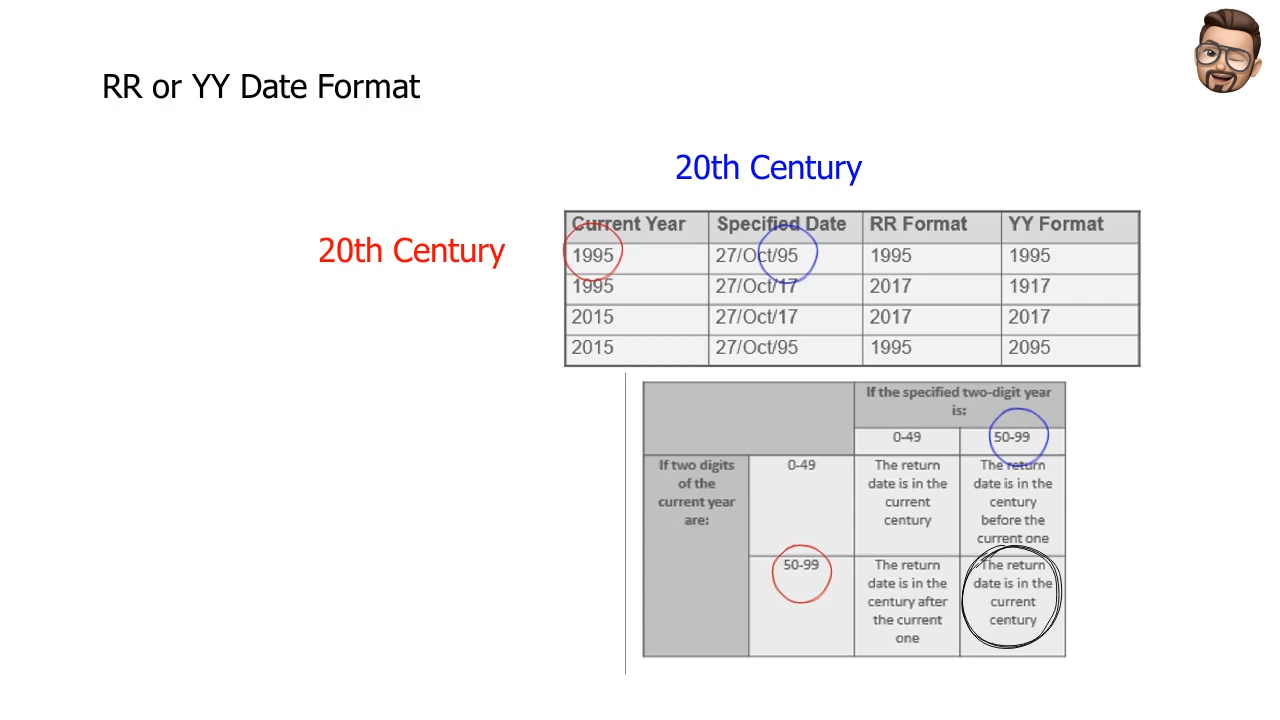 RR or YY Date Format
20th Century
20th Century
Current Year Specified Date RR Format YY Format
1995 27/Oct/95 1995 1995
1995 27/Oct/17 2017 1917
2015 27/Oct/17 2017 2017
2015 27/Oct/95 1995 2095
If the specified two-digit year
is:
0-49 50-99
If two digits
of the
current year
are:
0-49
The return
date is in the
current
century
The return
date is in the
century
before the
current one
50-99
The return
date is in the
century after
the current
one
The return
date is in the
current
century